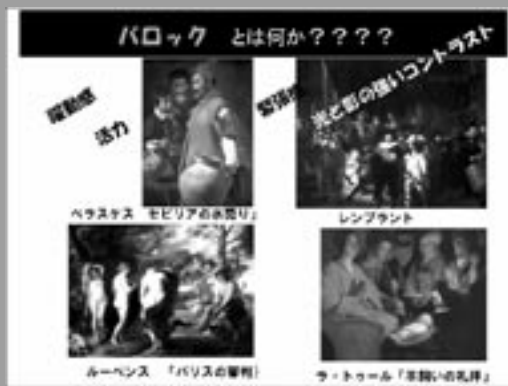 バロック とは何か????
躍動感
活力
緊張感
光と影の強いコントラスト
ベラスケス セビリアの水売り」
レンブラント
ルーベンス 「パリスの審判)
ラ・トゥール「羊飼いの礼拝」